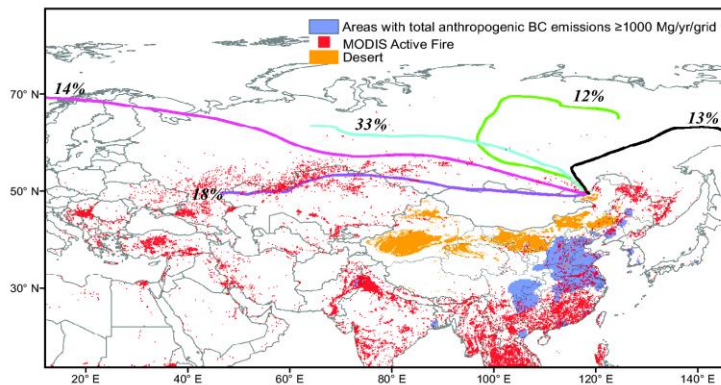 Areas with total anthropogenic BC emissions ≥1000 Mg/yr/grid
MODIS Active Fire
Desert
14%
70° N
12%
33%
13%
18%
50° N
30° N
20° E
40° E
60° E
80° E
100° E
120° E
140° E